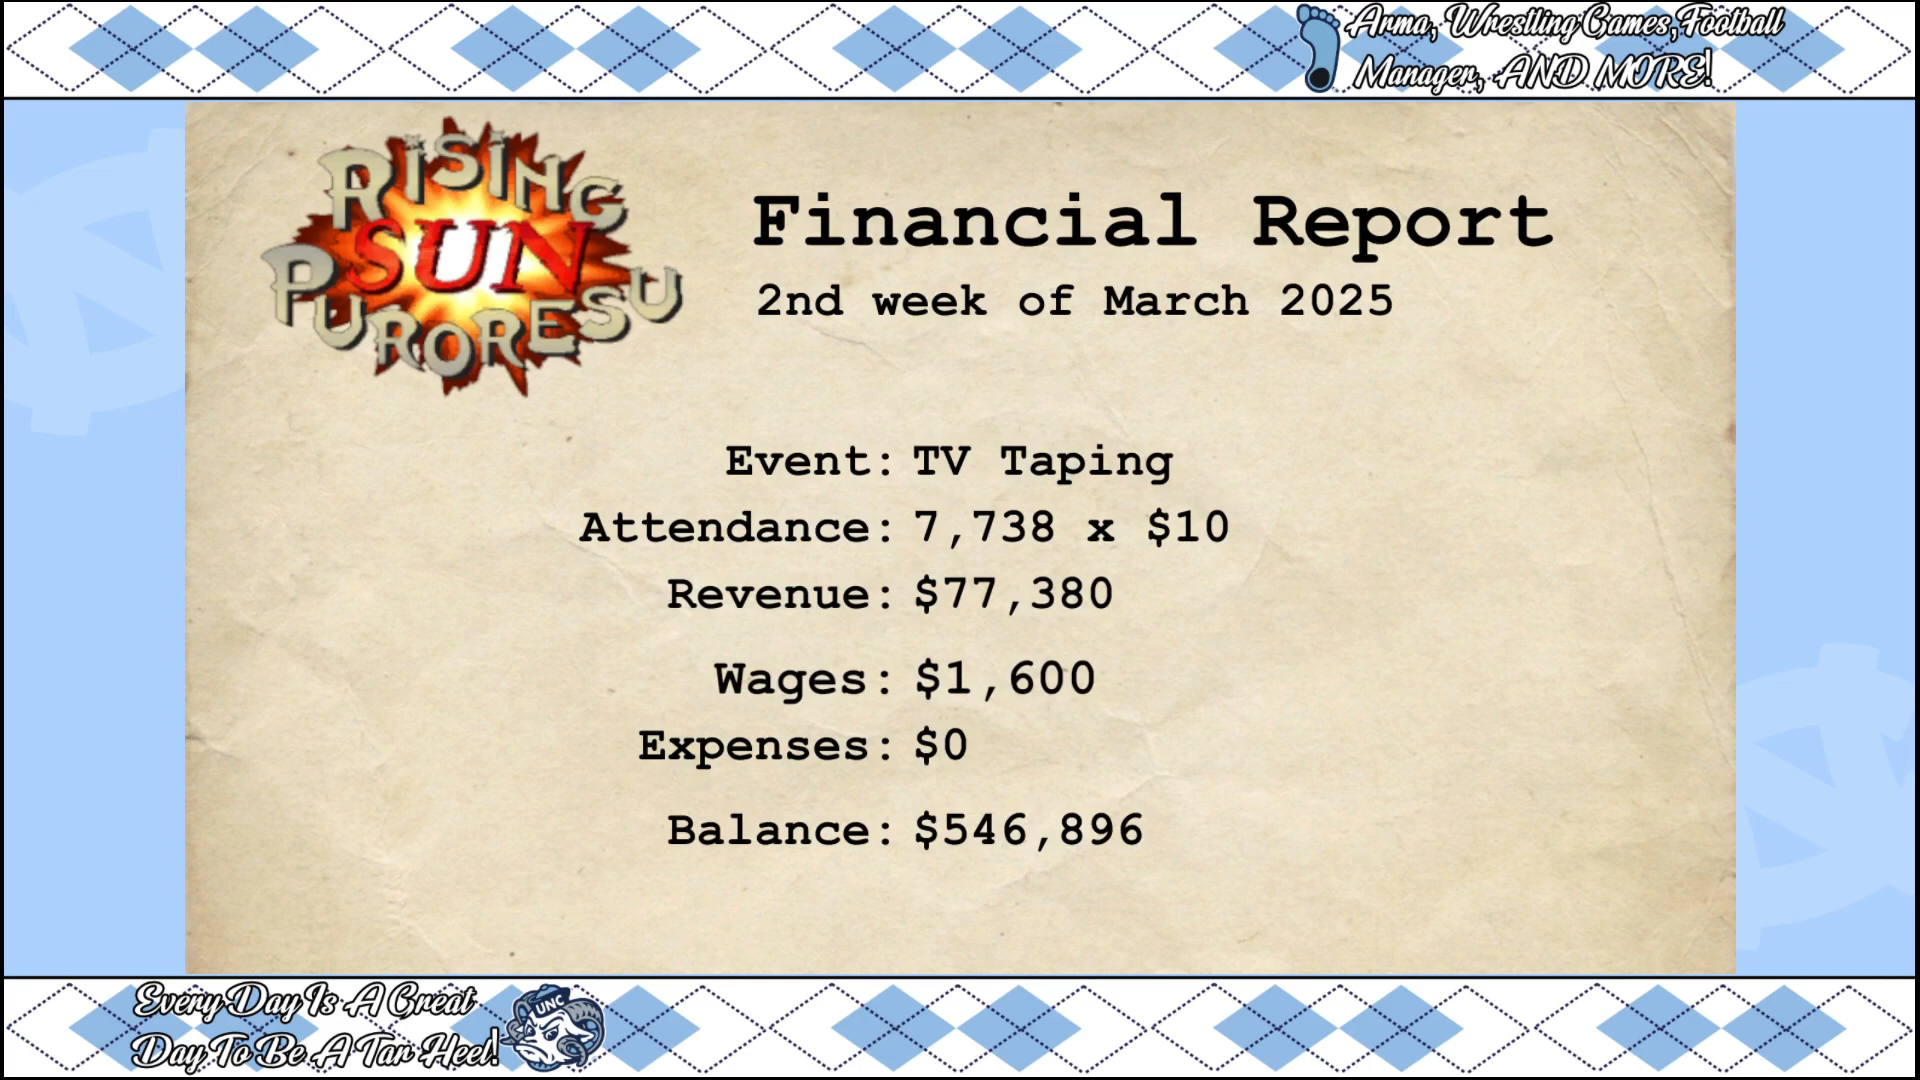 Arma, Wrestling Games, Football
Manager, AND MORE!
RISING
SUN
PURORESU
Financial Report
2nd week of March 2025
Event: TV Taping
Attendance: 7,738 x $10
Revenue: $77,380
Wages: $1,600
Expenses: $0
Balance: $546,896
Every Day Is A Great
Day To Be A Tar Heel!
UNC